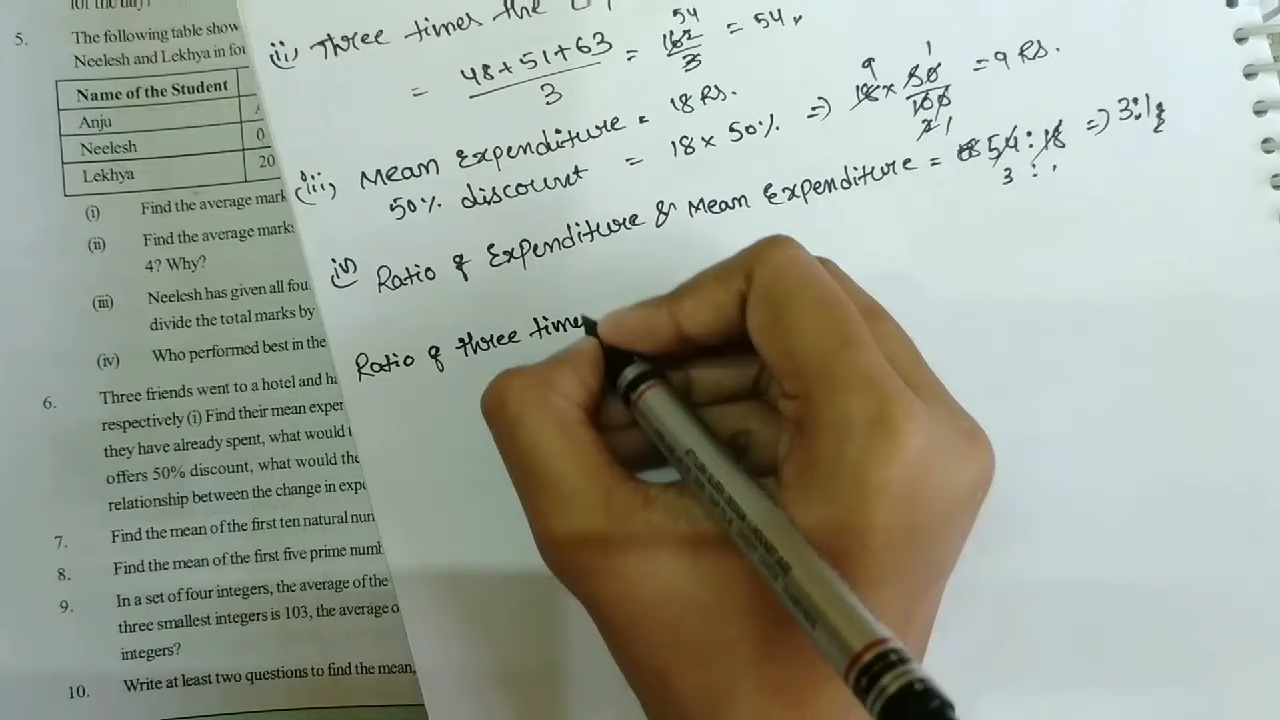 5. The following table show
Neelesh and Lekhya in for
Name of the Student
Anju
Neelesh 0
Lekhya 20
(i) Find the average mark
(ii) Find the average marks
4? Why?
(iii) Neelesh has given all fou
divide the total marks by
(iv) Who performed best in the
6. Three friends went to a hotel and ha
respectively (i) Find their mean exper
they have already spent, what would
offers 50% discount, what would the
relationship between the change in expe
7. Find the mean of the first ten natural nun
8. Find the mean of the first five prime numb
9. In a set of four integers, the average of the
three smallest integers is 103, the average o
integers?
10. Write at least two questions to find the mean,
ii) Three times the
= 48+51+63 / 3 = 162 / 3 54 = 54
(iii) Mean Expenditure = 18 Rs.
50% discount = 18 x 50% => 18 x 50 / 100 = 9 Rs.
iv) Ratio of Expenditure & Mean Expenditure = 54 : 18 => 3:1
Ratio of three time